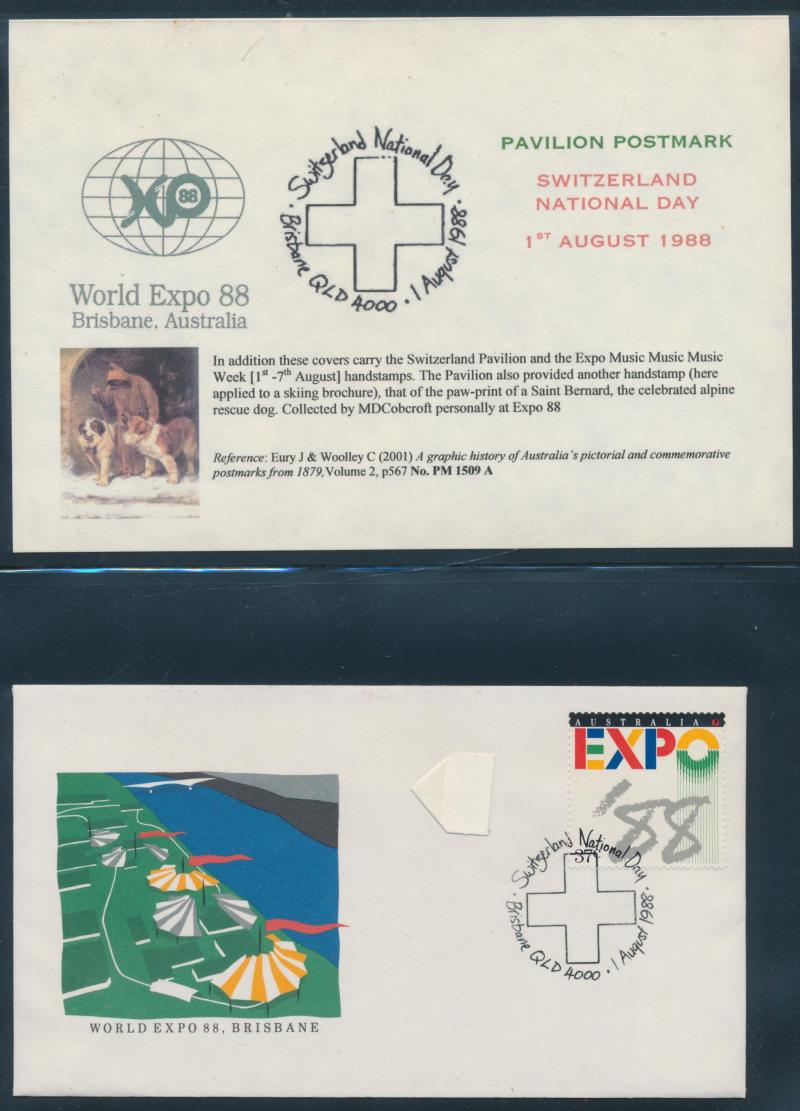 EXPO 88
World Expo 88
Brisbane, Australia
Switzerland National Day
Brisbane QLD 4000 · 1 August 1988 ·
PAVILION POSTMARK
SWITZERLAND
NATIONAL DAY
1ST AUGUST 1988
In addition these covers carry the Switzerland Pavilion and the Expo Music Music Music
Week [1st -7th August] handstamps. The Pavilion also provided another handstamp (here
applied to a skiing brochure), that of the paw-print of a Saint Bernard, the celebrated alpine
rescue dog. Collected by MDCobcroft personally at Expo 88
Reference: Eury J & Woolley C (2001) A graphic history of Australia's pictorial and commemorative
postmarks from 1879, Volume 2, p567 No. PM 1509 A
AUSTRALIA
EXPO
'88
37c
Switzerland National Day
Brisbane QLD 4000 · 1 August 1988 ·
WORLD EXPO 88, BRISBANE